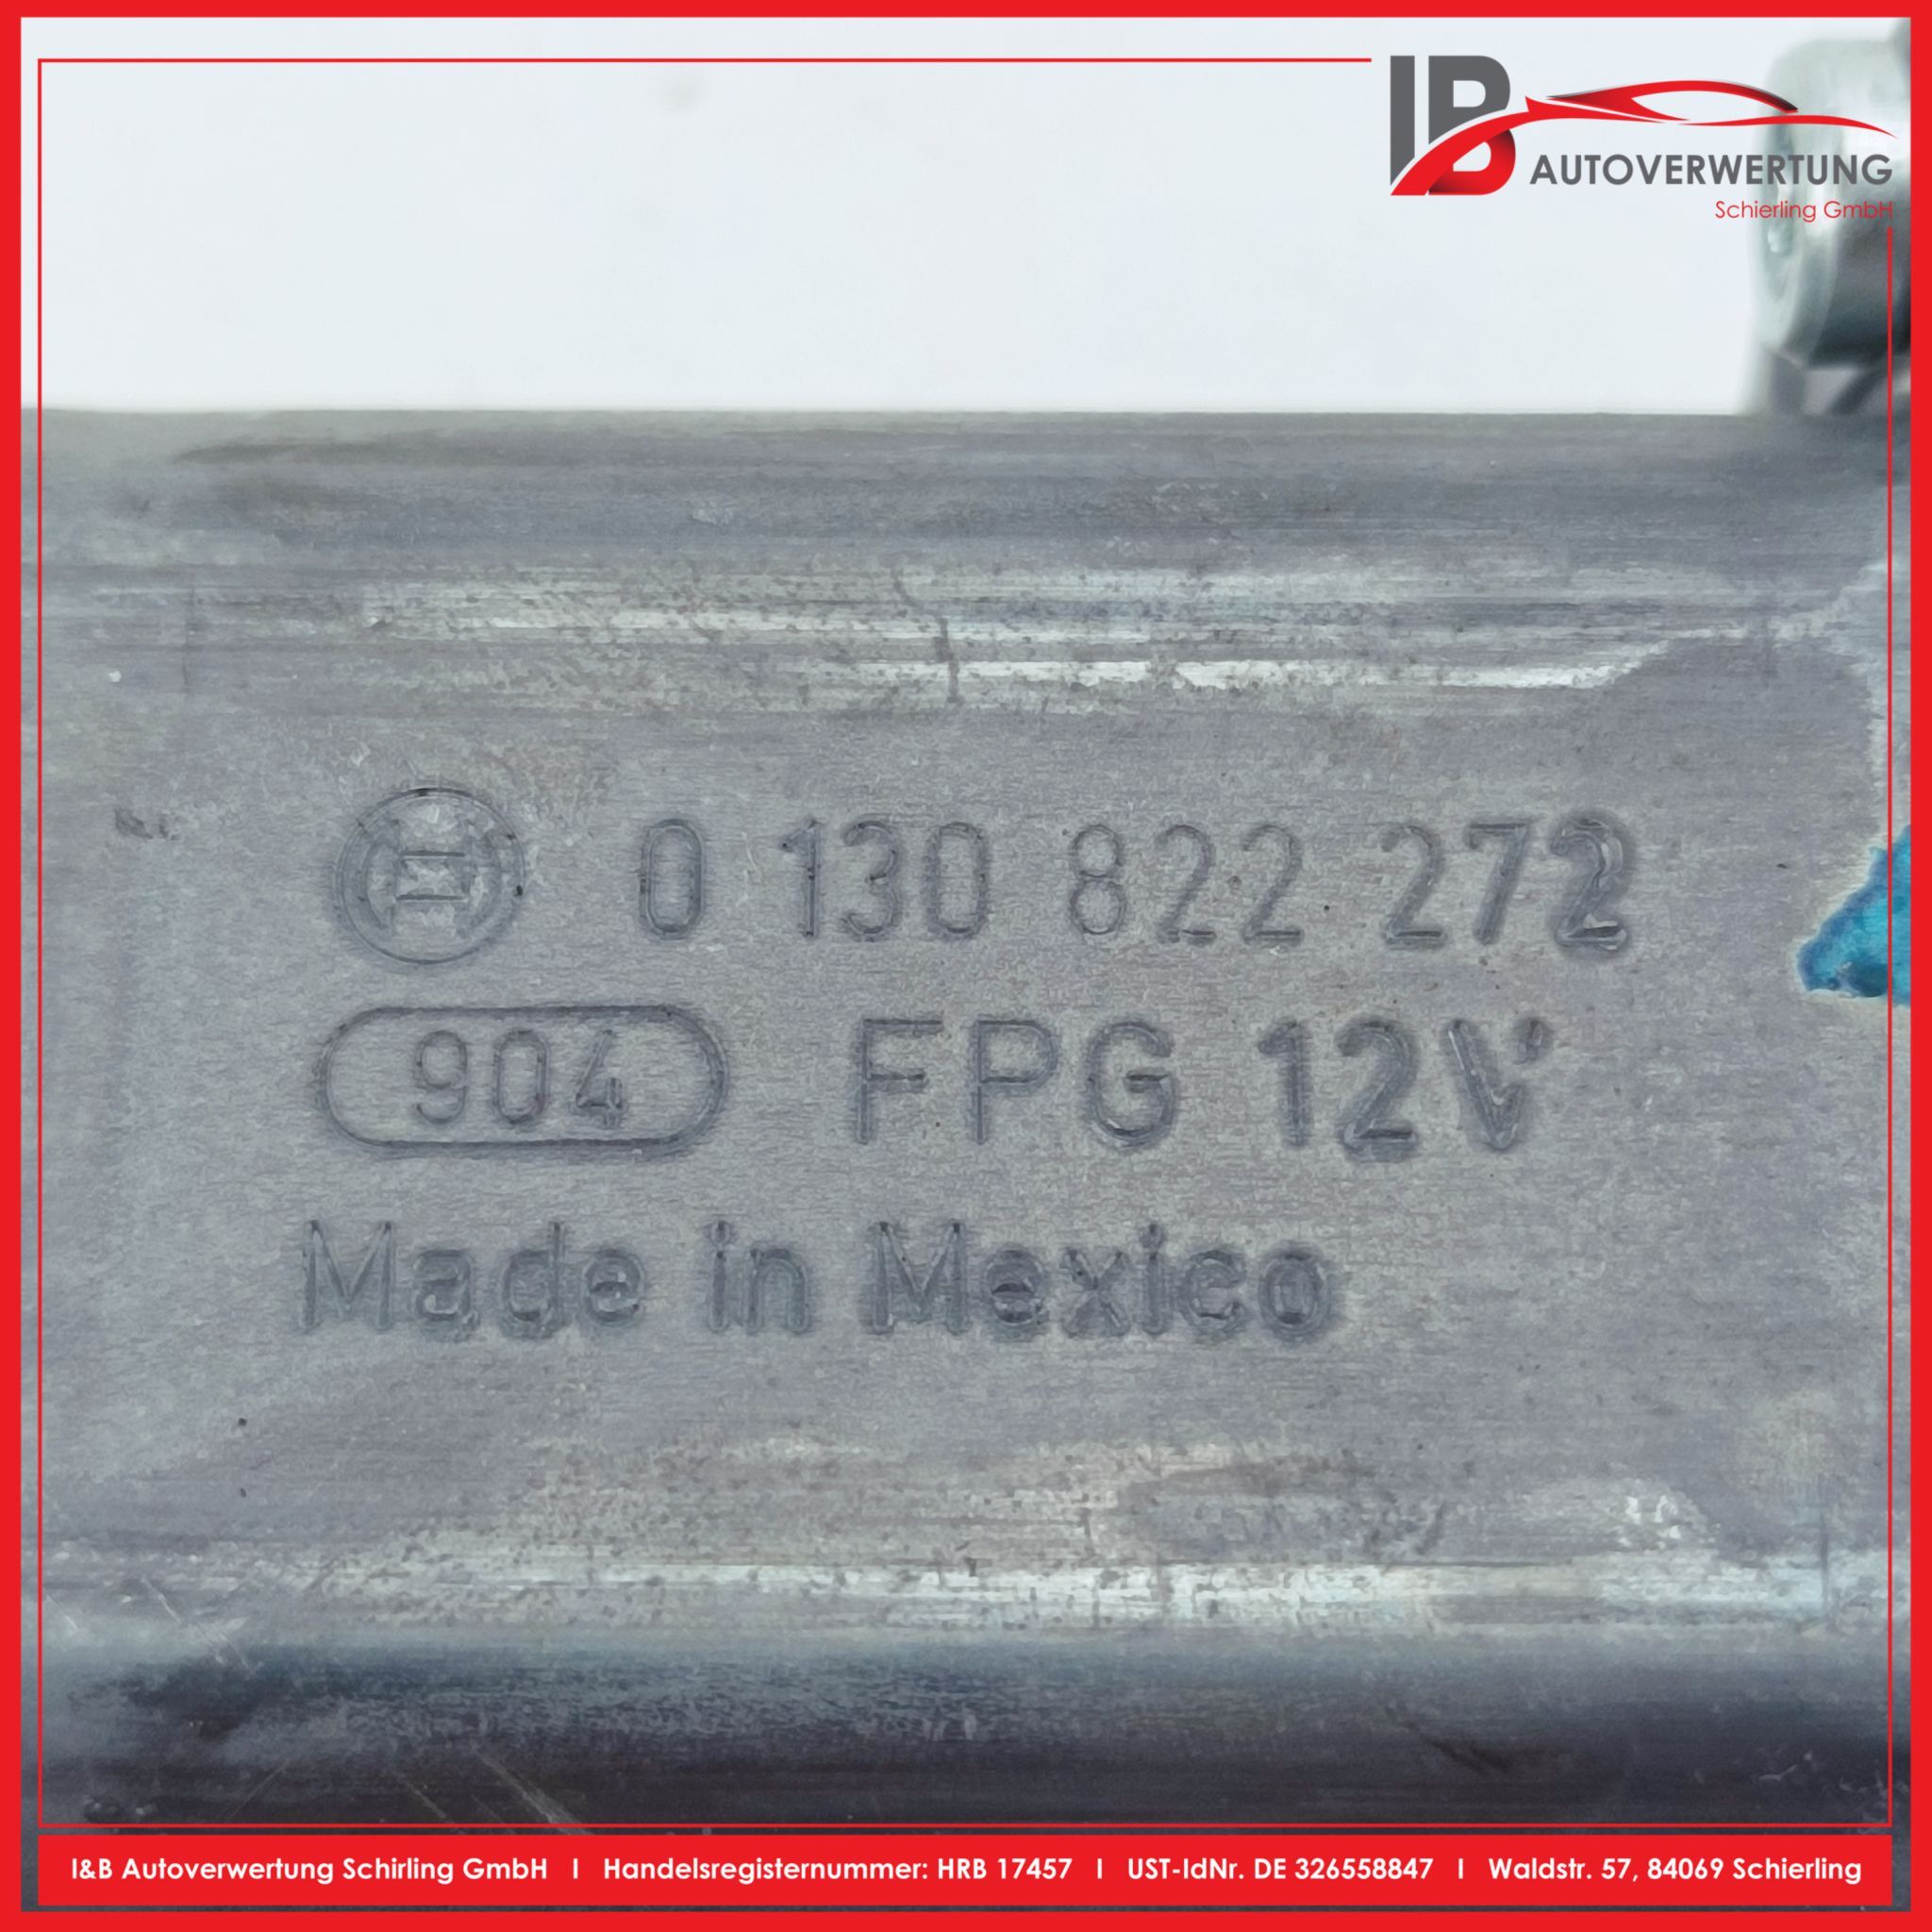 IB AUTOVERWERTUNG
Schierling GmbH
0 130 822 272
904 FPG 12V
Made in Mexico
I&B Autoverwertung Schirling GmbH I Handelsregisternummer: HRB 17457 I UST-IdNr. DE 326558847 I Waldstr. 57, 84069 Schierling